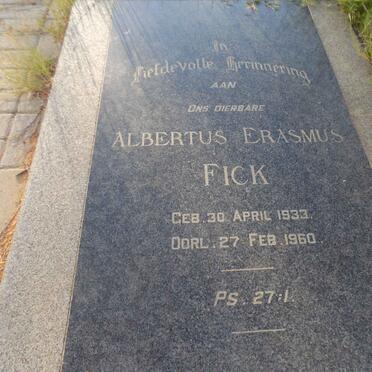 In
Liefdevolle Herinnering
AAN
ONS DIERBARE
ALBERTUS ERASMUS
FICK
GEB. 30 APRIL 1933.
OORL. 27 FEB. 1960.
PS. 27:1.